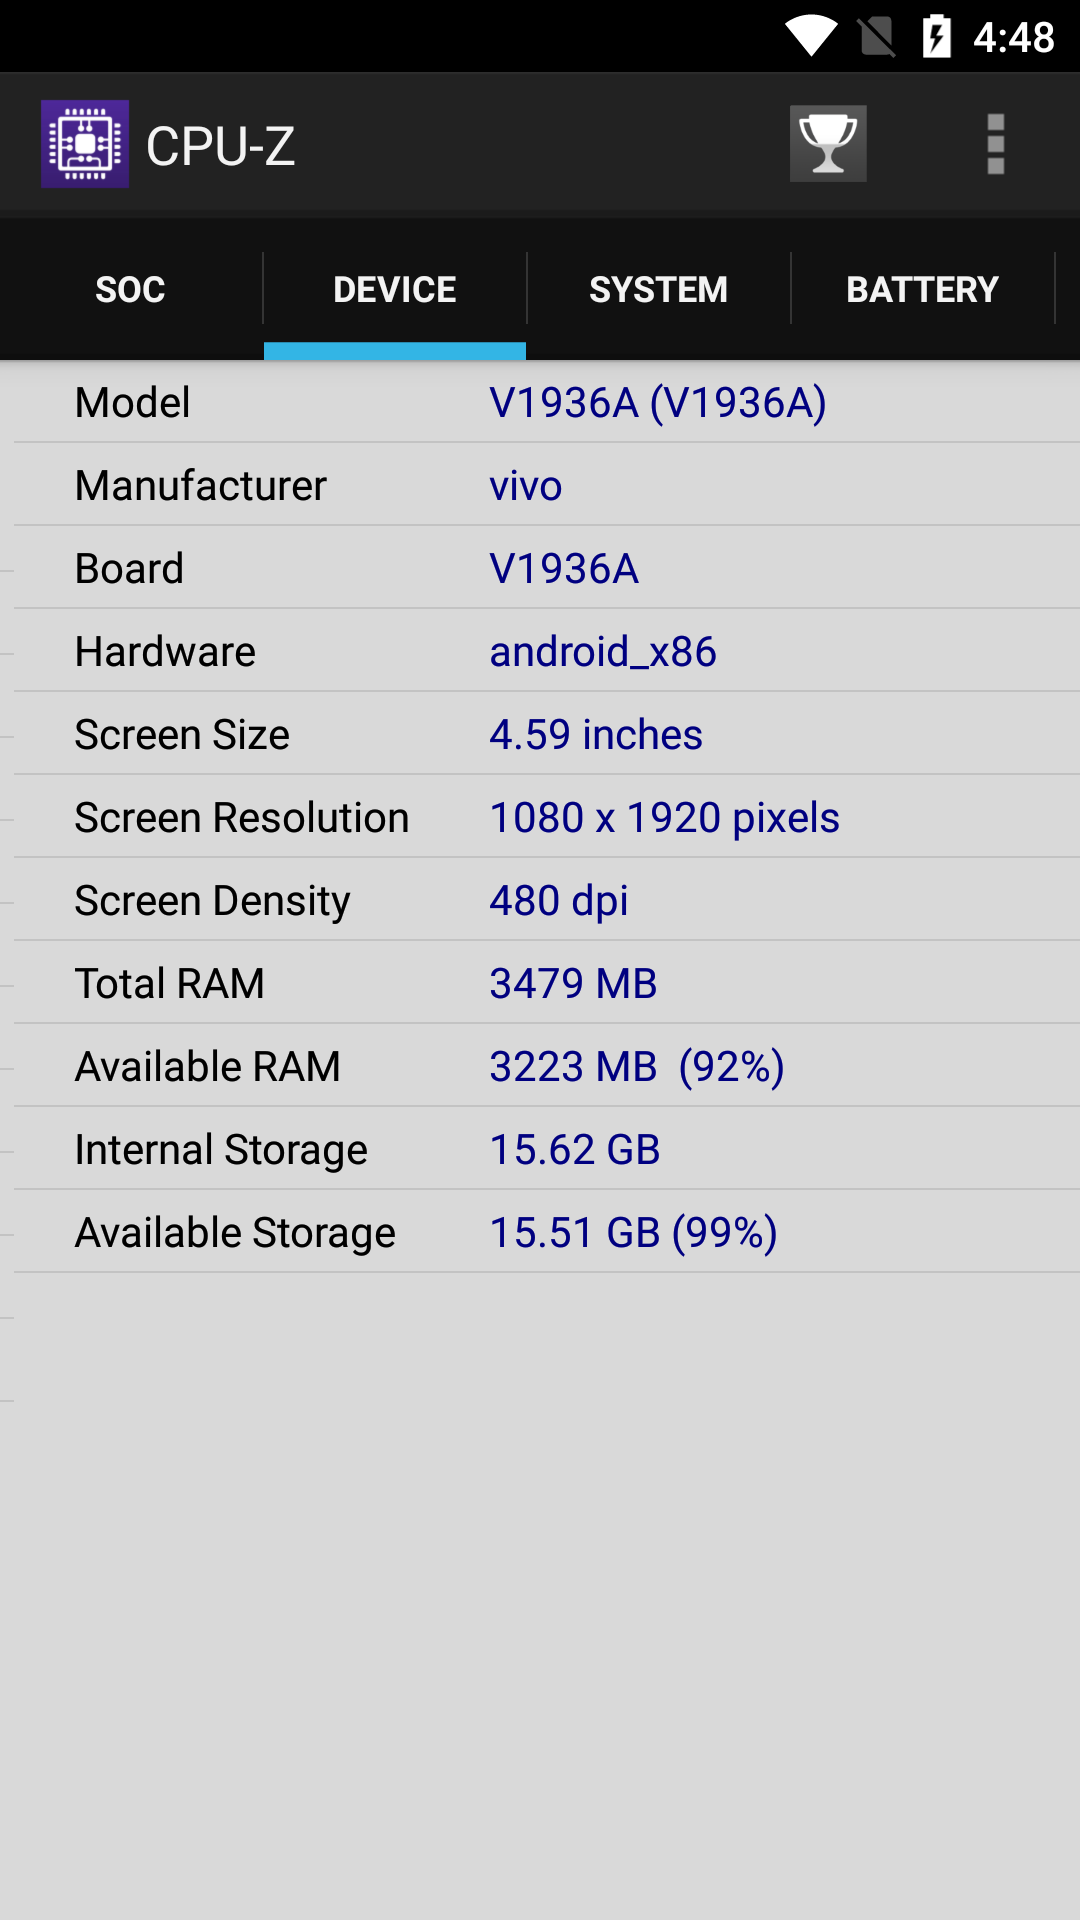 4:48
CPU-Z
SOC DEVICE SYSTEM BATTERY
Model V1936A (V1936A)
Manufacturer vivo
Board V1936A
Hardware android_x86
Screen Size 4.59 inches
Screen Resolution 1080 x 1920 pixels
Screen Density 480 dpi
Total RAM 3479 MB
Available RAM 3223 MB (92%)
Internal Storage 15.62 GB
Available Storage 15.51 GB (99%)